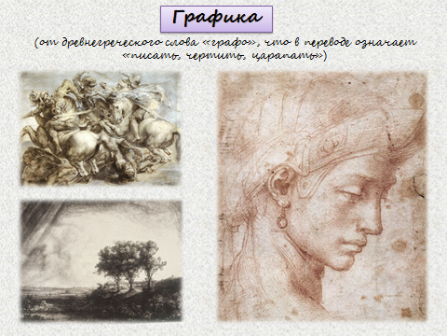 Графика
(от древнегреческого слова «графо», что в переводе означает
«писать, чертить, царапать»)